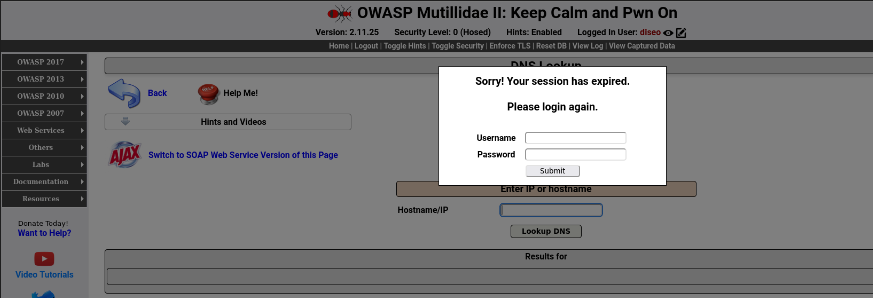 OWASP Mutillidae II: Keep Calm and Pwn On
Version: 2.11.25 Security Level: 0 (Hosed) Hints: Enabled Logged In User: diseo
Home | Logout | Toggle Hints | Toggle Security | Enforce TLS | Reset DB | View Log | View Captured Data
OWASP 2017
OWASP 2013
OWASP 2010
OWASP 2007
Web Services
Others
Labs
Documentation
Resources
Donate Today!
Want to Help?
Video Tutorials
DNS Lookup
Back
Help Me!
Hints and Videos
AJAX
Switch to SOAP Web Service Version of this Page
Sorry! Your session has expired.
Please login again.
Username
Password
Submit
Enter IP or hostname
Hostname/IP
Lookup DNS
Results for